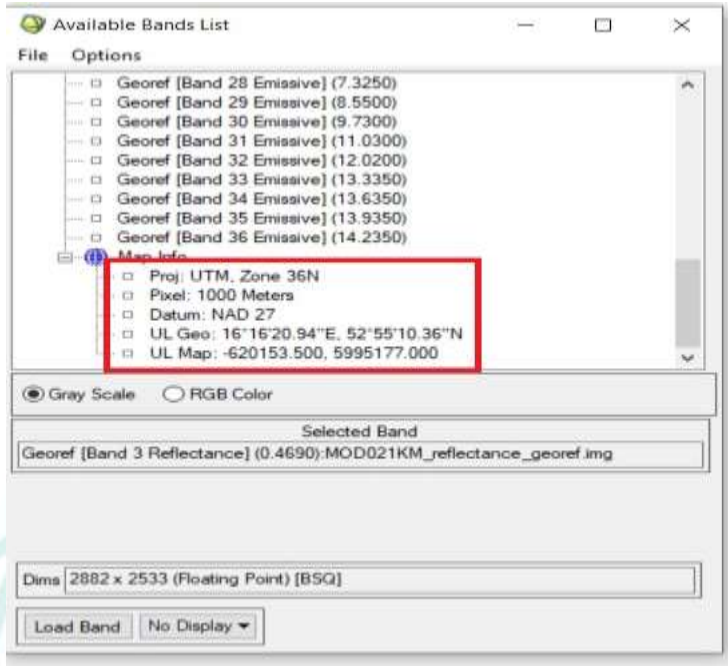 Available Bands List
File Options
Georef [Band 28 Emissive] (7.3250)
Georef [Band 29 Emissive] (8.5500)
Georef [Band 30 Emissive] (9.7300)
Georef [Band 31 Emissive] (11.0300)
Georef [Band 32 Emissive] (12.0200)
Georef [Band 33 Emissive] (13.3350)
Georef [Band 34 Emissive] (13.6350)
Georef [Band 35 Emissive] (13.9350)
Georef [Band 36 Emissive] (14.2350)
Map Info
Proj: UTM, Zone 36N
Pixel: 1000 Meters
Datum: NAD 27
UL Geo: 16°16'20.94"E, 52°55'10.36"N
UL Map: -620153.500, 5995177.000
Gray Scale RGB Color
Selected Band
Georef [Band 3 Reflectance] (0.4690):MOD021KM_reflectance_georef.img
Dims 2882 x 2533 (Floating Point) [BSQ]
Load Band No Display